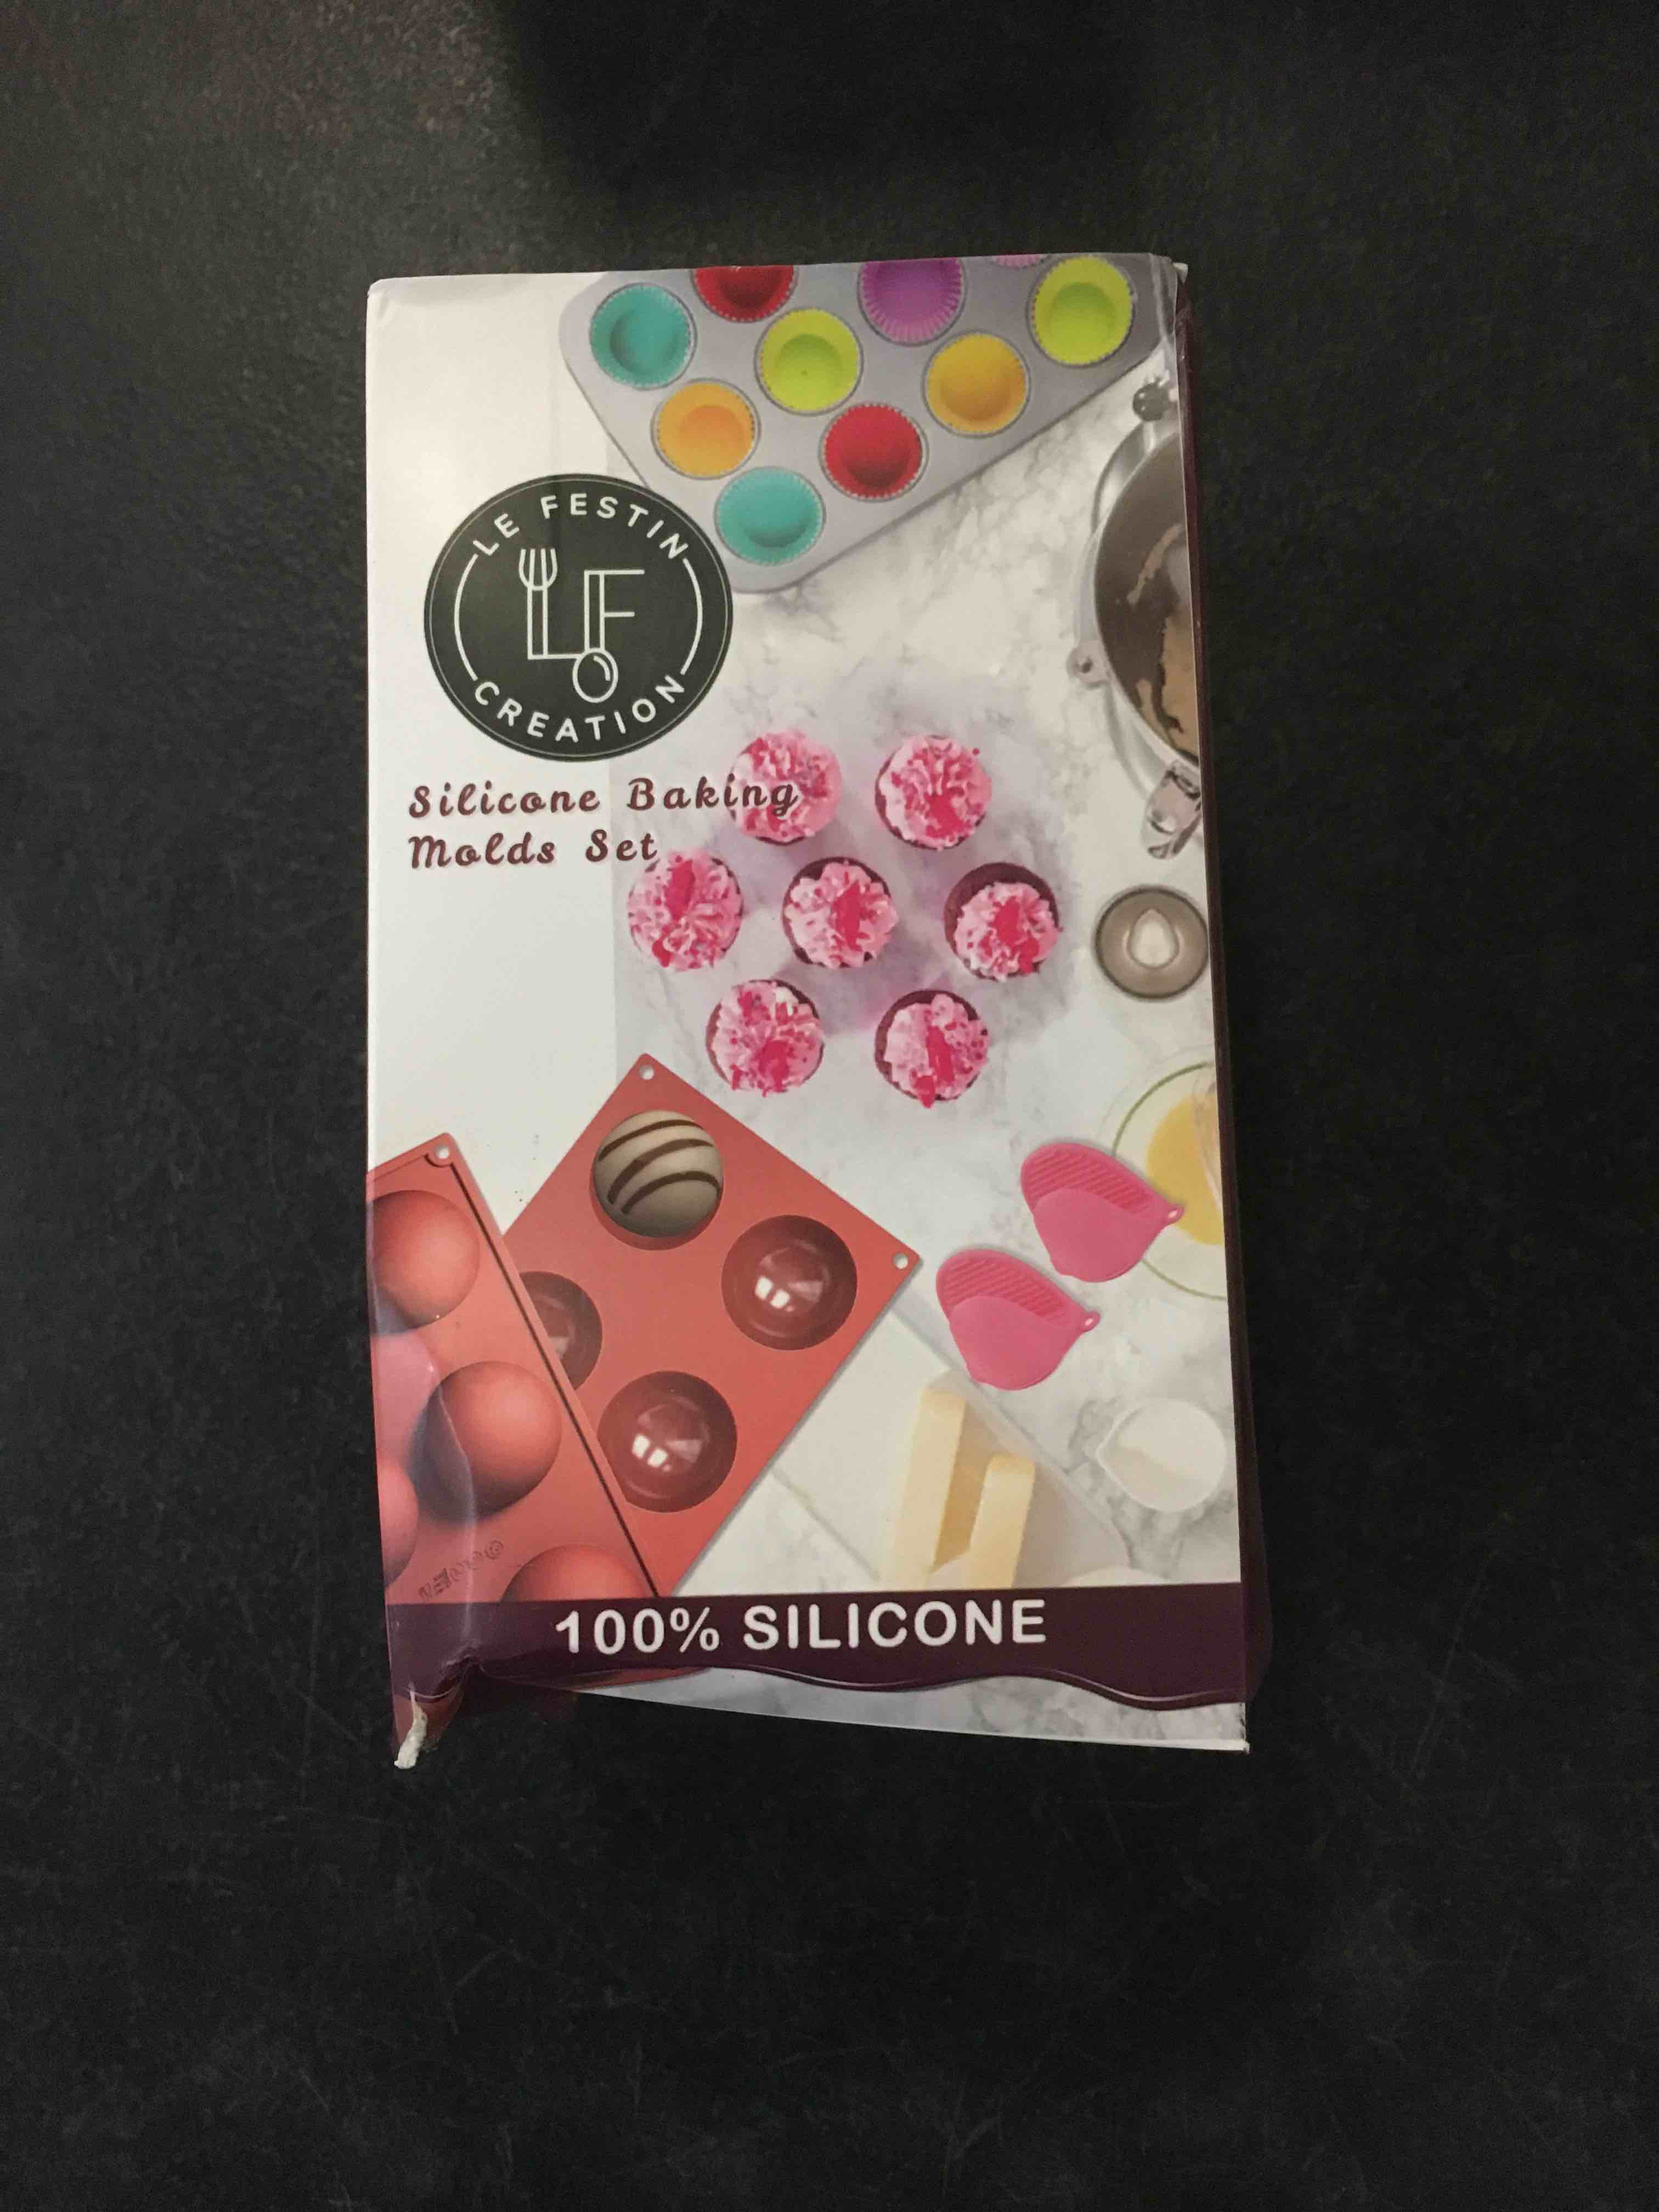 LE FESTIN
LF
CREATION
Silicone Baking
Molds Set
100% SILICONE